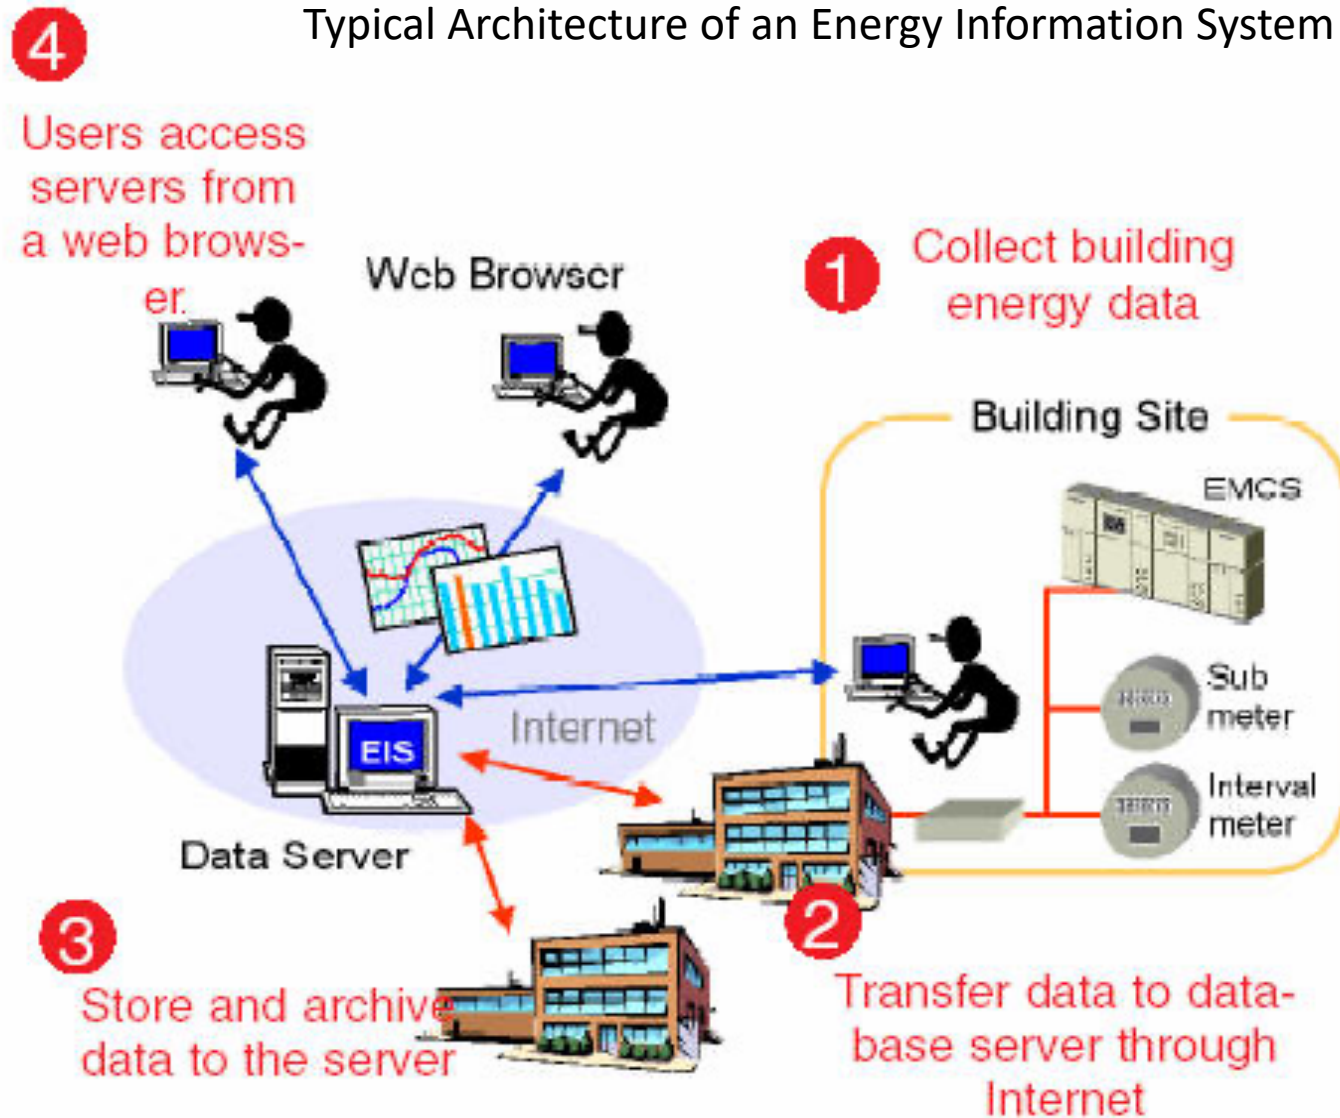 Typical Architecture of an Energy Information System
4
Users access
servers from
a web brows-
er.
Web Browser
1
Collect building
energy data
Building Site
EMCS
Sub
meter
Interval
meter
Internet
EIS
Data Server
2
Transfer data to data-
base server through
Internet
3
Store and archive
data to the server